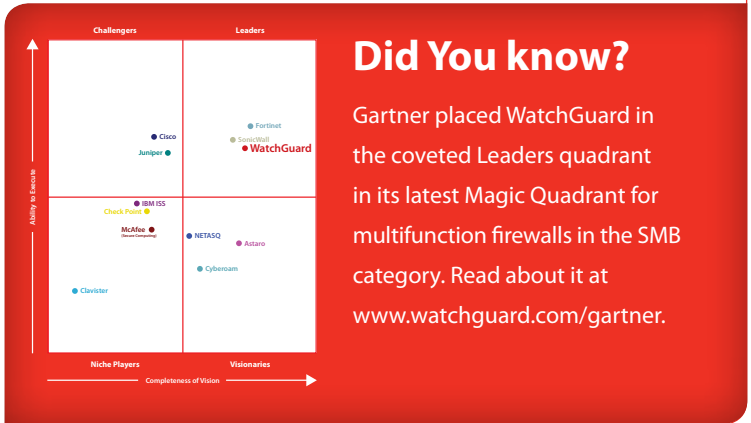 Challengers
Leaders
Did You know?
Gartner placed WatchGuard in
the coveted Leaders quadrant
in its latest Magic Quadrant for
multifunction firewalls in the SMB
category. Read about it at
www.watchguard.com/gartner.
Fortinet
Cisco
SonicWall
WatchGuard
Juniper
Ability to Execute
IBM ISS
Check Point
McAfee
(Secure Computing)
NETASQ
Astaro
Cyberoam
Clavister
Niche Players
Visionaries
Completeness of Vision